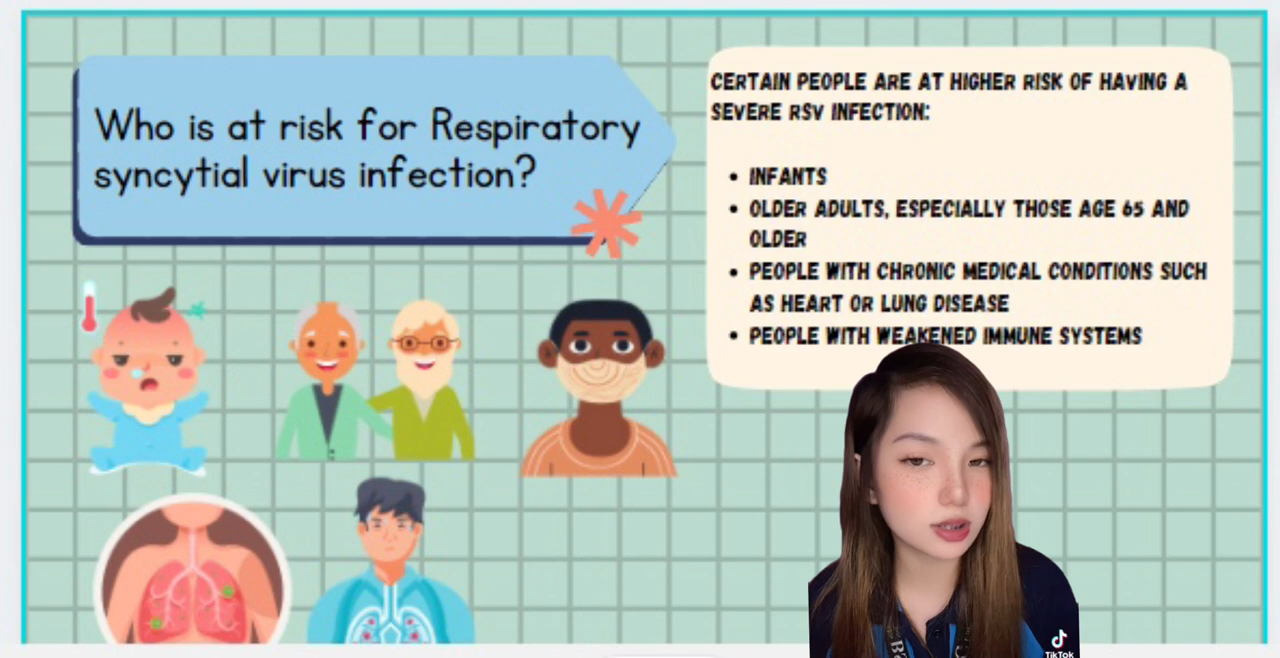 Who is at risk for Respiratory
syncytial virus infection?
CERTAIN PEOPLE ARE AT HIGHER RISK OF HAVING A
SEVERE RSV INFECTION:
• INFANTS
• OLDER ADULTS, ESPECIALLY THOSE AGE 65 AND
OLDER
• PEOPLE WITH CHRONIC MEDICAL CONDITIONS SUCH
AS HEART OR LUNG DISEASE
• PEOPLE WITH WEAKENED IMMUNE SYSTEMS
TikTok